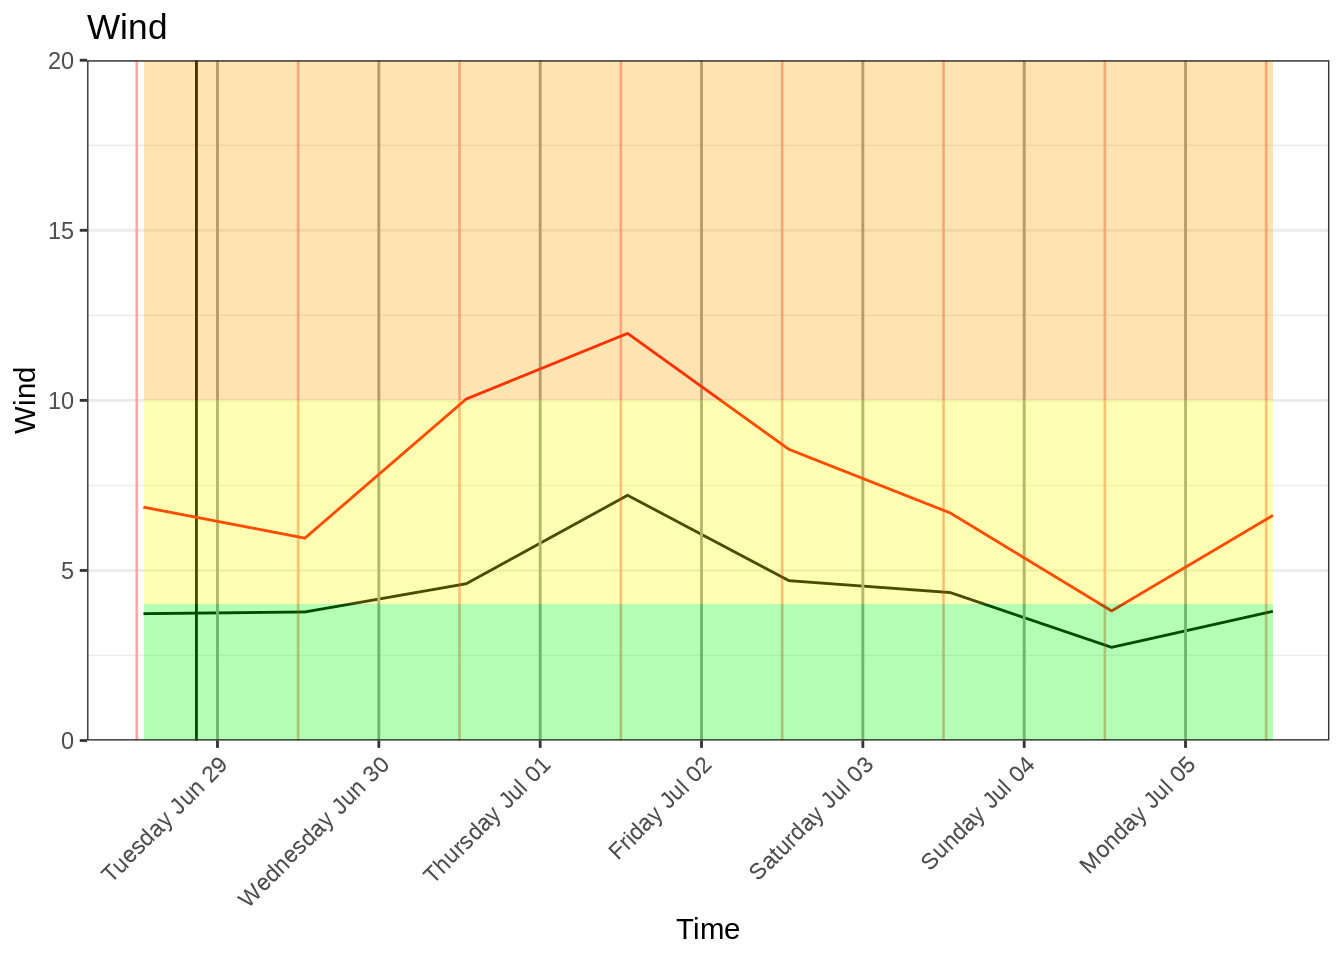 Wind
20
15
10
5
0
Wind
Tuesday Jun 29
Wednesday Jun 30
Thursday Jul 01
Friday Jul 02
Saturday Jul 03
Sunday Jul 04
Monday Jul 05
Time